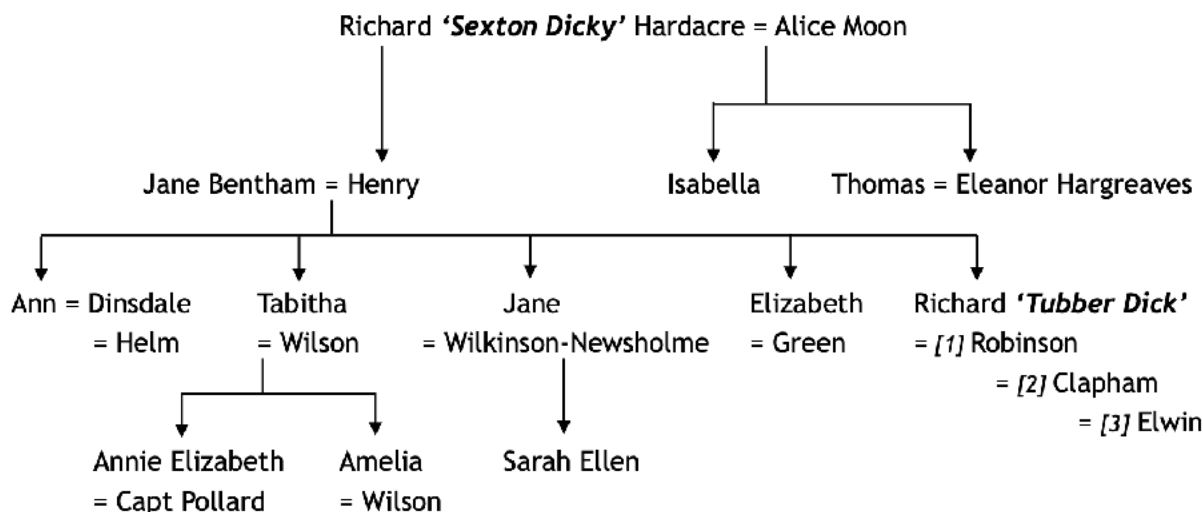 Richard ‘Sexton Dicky’ Hardacre = Alice Moon
Jane Bentham = Henry
Isabella
Thomas = Eleanor Hargreaves
Ann = Dinsdale
= Helm
Tabitha
= Wilson
Jane
= Wilkinson-Newsholme
Elizabeth
= Green
Richard ‘Tubber Dick’
= [1] Robinson
= [2] Clapham
= [3] Elwin
Annie Elizabeth
= Capt Pollard
Amelia
= Wilson
Sarah Ellen